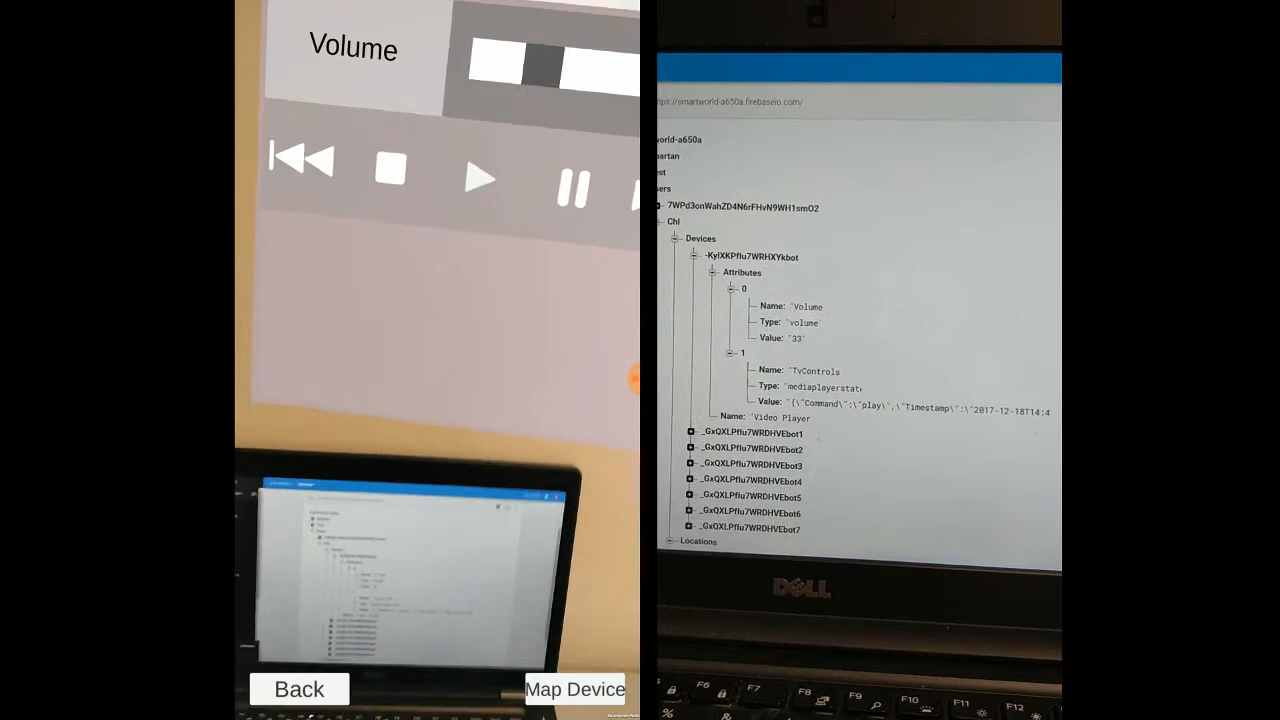 Volume
Back
Map Device
ttps://smartworld-a650a.firebaseio.com/
world-a650a
partan
est
sers
7WPd3onWahZD4N6rFHvN9WH1smO2
Chl
Devices
-KylXKPflu7WRHXYkbot
Attributes
0
Name: "Volume
Type: "volume"
Value: "33"
1
Name: "TvControls
Type: "mediaplayerstate
Value: "{\"Command\":\"play\",\"Timestamp\":\"2017-12-18T14:4
Name: "Video Player
_GxQXLPflu7WRDHVEbot1
_GxQXLPflu7WRDHVEbot2
_GxQXLPflu7WRDHVEbot3
_GxQXLPflu7WRDHVEbot4
_GxQXLPflu7WRDHVEbot5
_GxQXLPflu7WRDHVEbot6
_GxQXLPflu7WRDHVEbot7
Locations
DELL
F6 F7 F8 F9 F10 F11 F12
% &